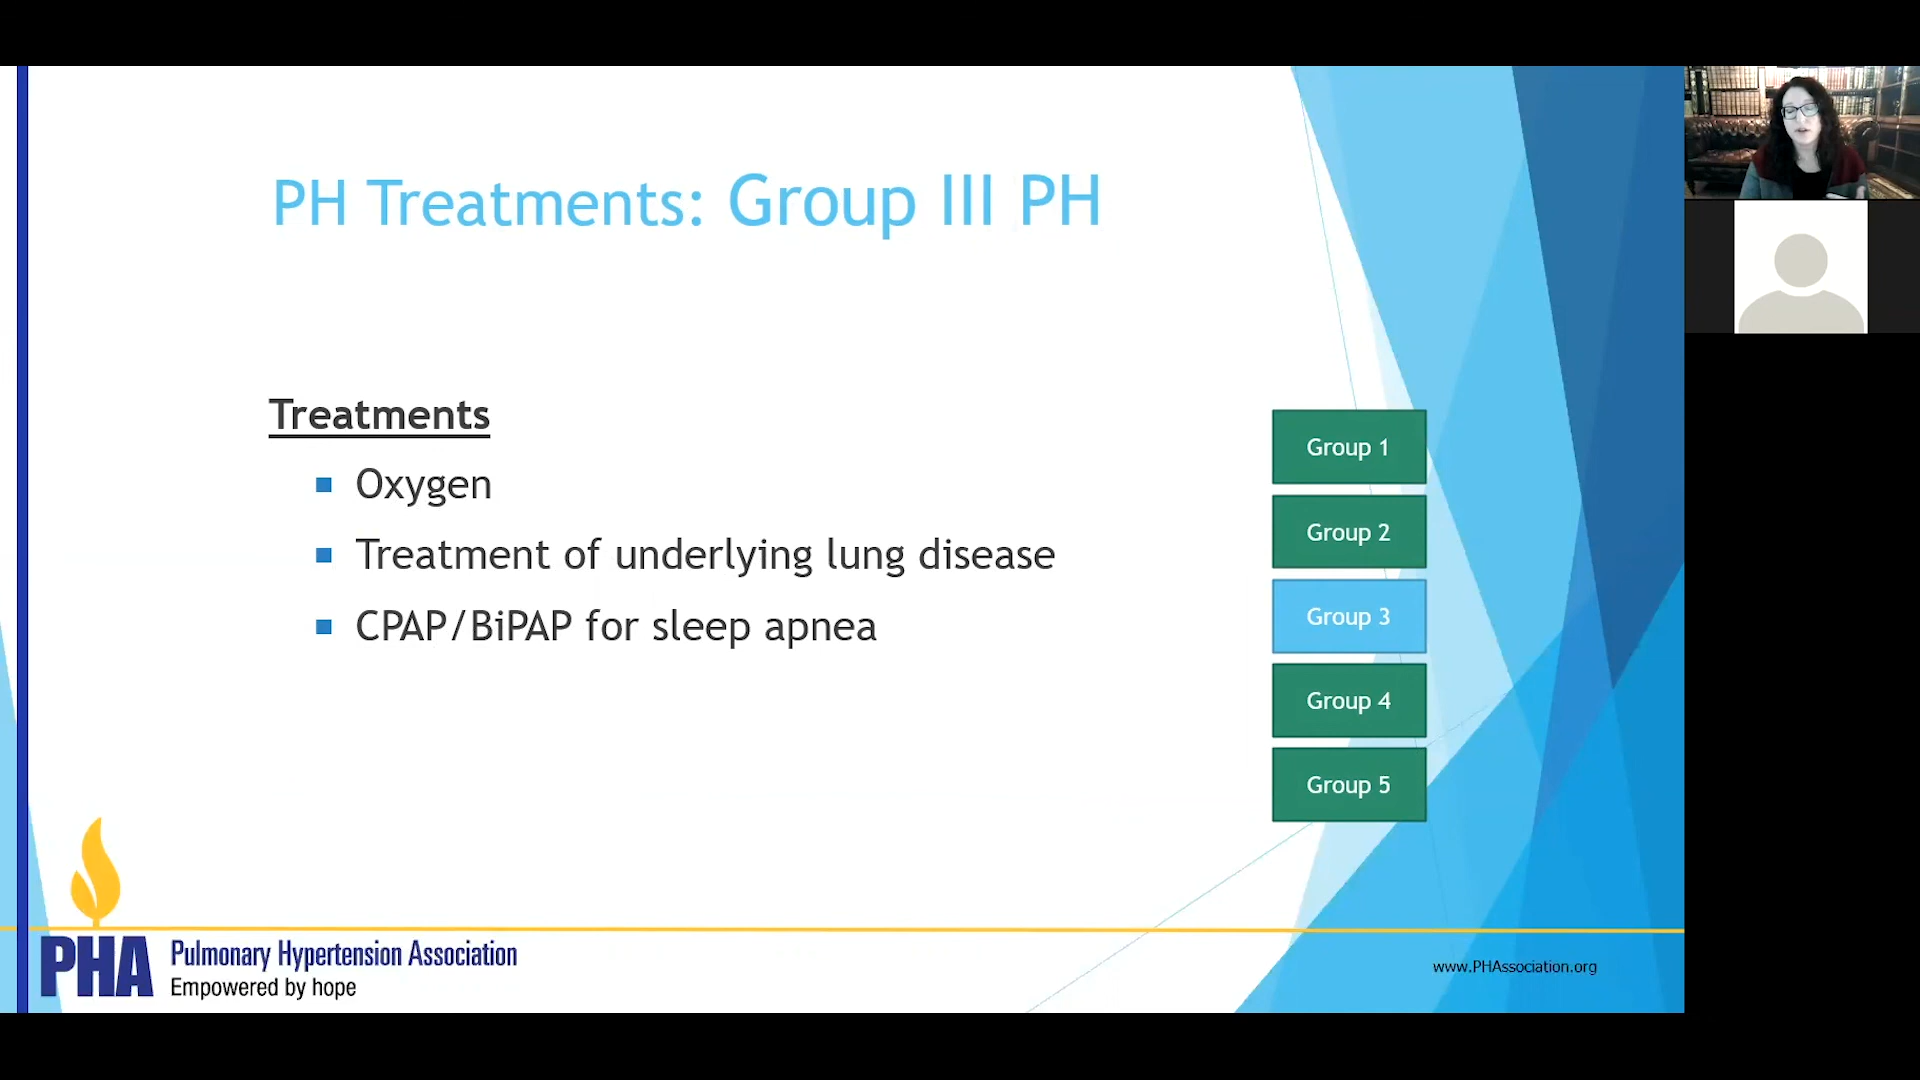 PH Treatments: Group III PH
Treatments
Oxygen
Treatment of underlying lung disease
CPAP/BiPAP for sleep apnea
Group 1
Group 2
Group 3
Group 4
Group 5
PHA
Pulmonary Hypertension Association
Empowered by hope
www.PHAssociation.org